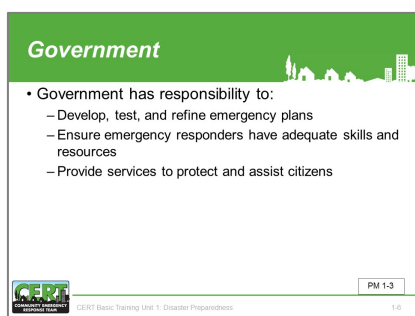 Government
• Government has responsibility to:
– Develop, test, and refine emergency plans
– Ensure emergency responders have adequate skills and
resources
– Provide services to protect and assist citizens
PM 1-3
CERT
COMMUNITY EMERGENCY
RESPONSE TEAM
CERT Basic Training Unit 1: Disaster Preparedness
1-6